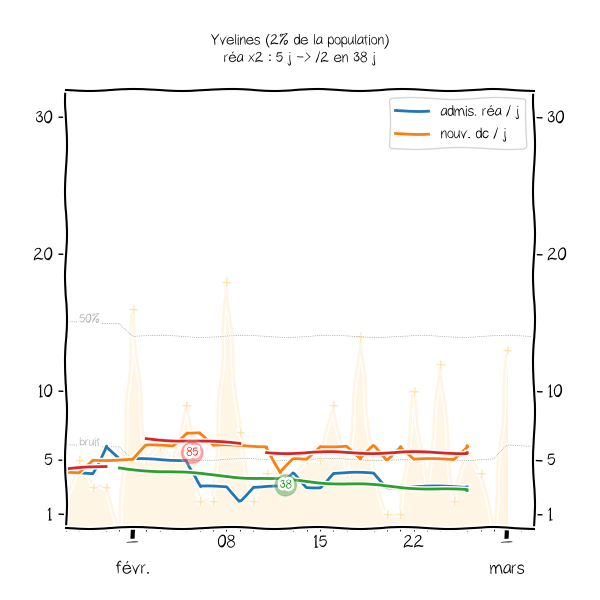 Yvelines (2% de la population)
réa x2 : 5 j -> /2 en 38 j
admis. réa / j
nouv. dc / j
30
30
20
20
50%
10
10
bruit
85
5
5
38
1
1
08
15
22
févr.
mars